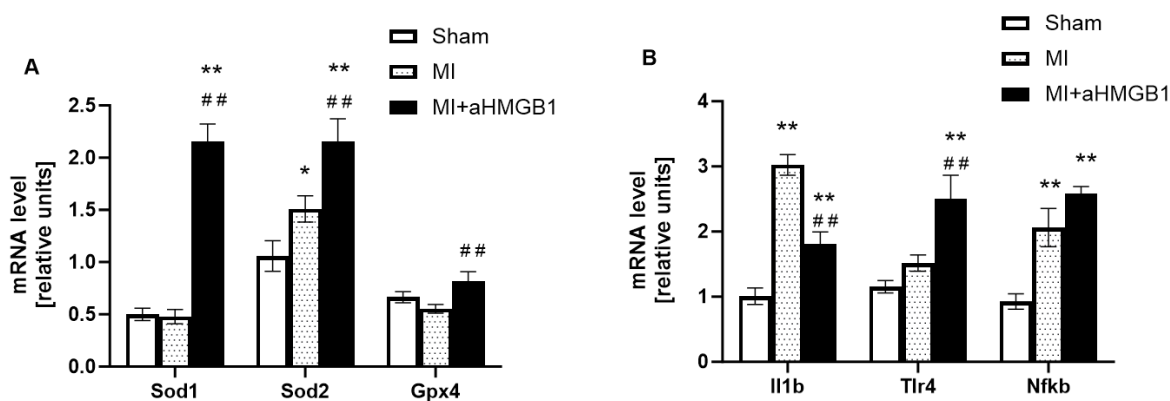 A
Sham
MI
MI+aHMGB1
mRNA level
[relative units]
2.5
2.0
1.5
1.0
0.5
0.0
**
##
*
**
##
##
Sod1 Sod2 Gpx4
B
Sham
MI
MI+aHMGB1
mRNA level
[relative units]
4
3
2
1
0
**
**
##
**
##
**
**
Il1b Tlr4 Nfkb